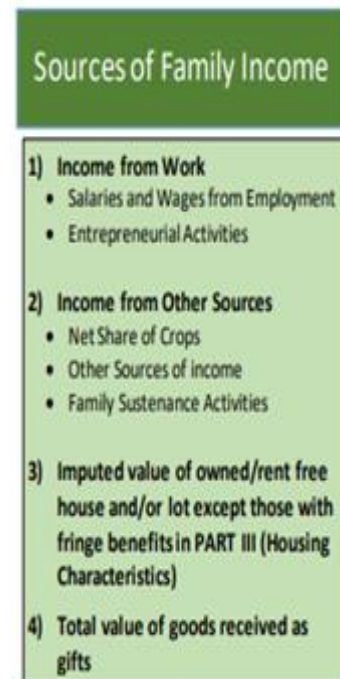 Sources of Family Income
1) Income from Work
• Salaries and Wages from Employment
• Entrepreneurial Activities
2) Income from Other Sources
• Net Share of Crops
• Other Sources of income
• Family Sustenance Activities
3) Imputed value of owned/rent free
house and/or lot except those with
fringe benefits in PART III (Housing
Characteristics)
4) Total value of goods received as
gifts